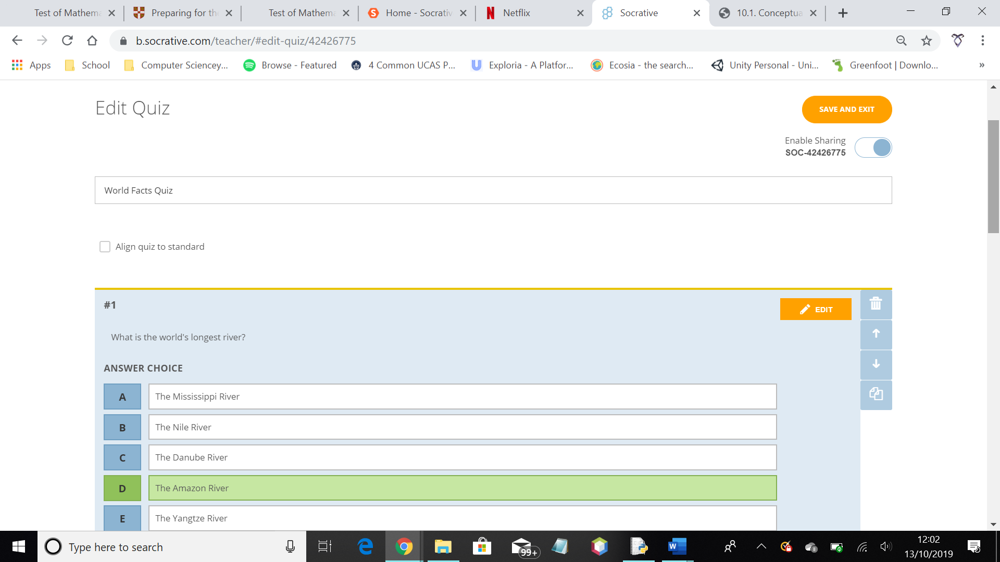 Test of Mathema
Preparing for the
Test of Mathema
Home - Socrativ
Netflix
Socrative
10.1. Conceptua
b.socrative.com/teacher/#edit-quiz/42426775
Apps
School
Computer Sciencey...
Browse - Featured
4 Common UCAS P...
Exploria - A Platfor...
Ecosia - the search...
Unity Personal - Uni...
Greenfoot | Downlo...
»
Edit Quiz
SAVE AND EXIT
Enable Sharing
SOC-42426775
World Facts Quiz
Align quiz to standard
#1
EDIT
What is the world's longest river?
ANSWER CHOICE
A The Mississippi River
B The Nile River
C The Danube River
D The Amazon River
E The Yangtze River
Type here to search
99+
12:02
13/10/2019